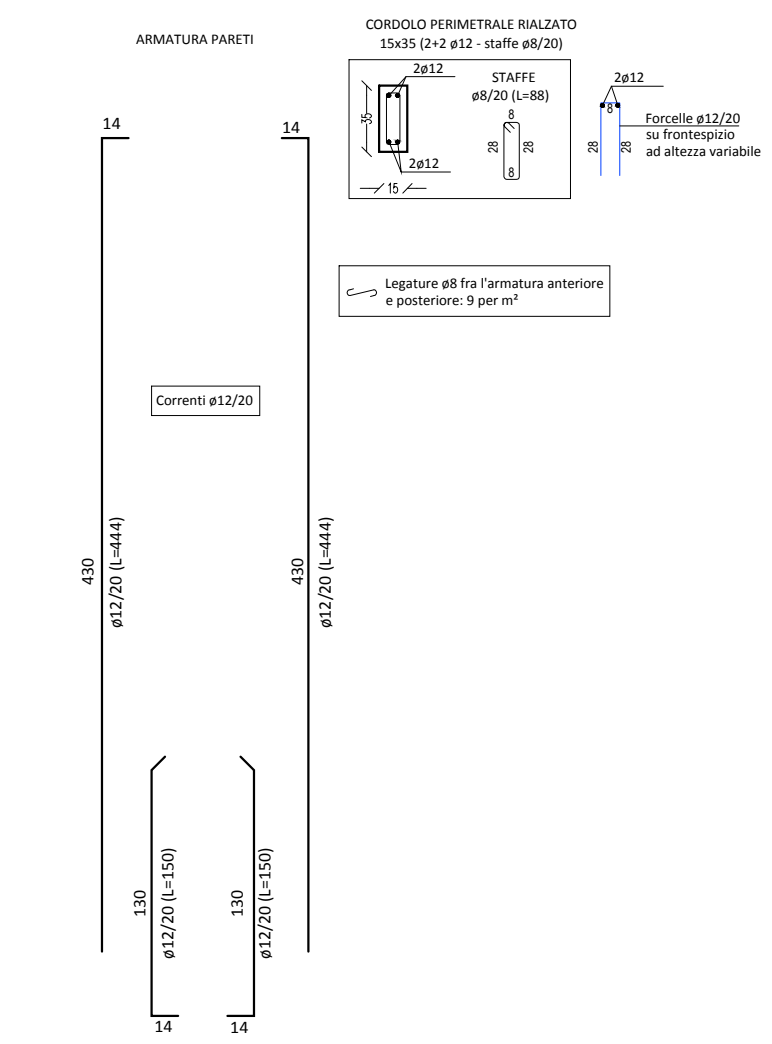 ARMATURA PARETI
CORDOLO PERIMETRALE RIALZATO
15x35 (2+2 ø12 - staffe ø8/20)
2ø12
35
2ø12
15
STAFFE
ø8/20 (L=88)
8
28
28
8
2ø12
8
28
28
Forcelle ø12/20
su frontespizio
ad altezza variabile
14
14
Legature ø8 fra l'armatura anteriore
e posteriore: 9 per m²
Correnti ø12/20
430
ø12/20 (L=444)
430
ø12/20 (L=444)
130
ø12/20 (L=150)
130
ø12/20 (L=150)
14
14